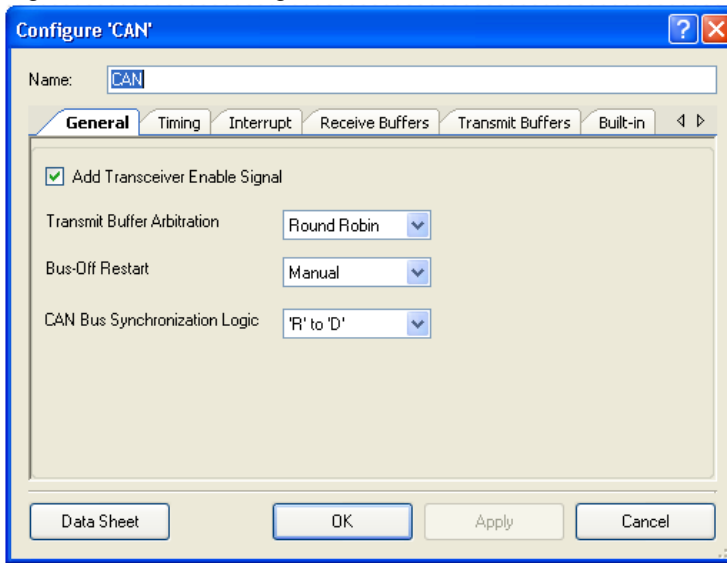 Configure 'CAN'
Name: CAN
General Timing Interrupt Receive Buffers Transmit Buffers Built-in
Add Transceiver Enable Signal
Transmit Buffer Arbitration Round Robin
Bus-Off Restart Manual
CAN Bus Synchronization Logic 'R' to 'D'
Data Sheet OK Apply Cancel